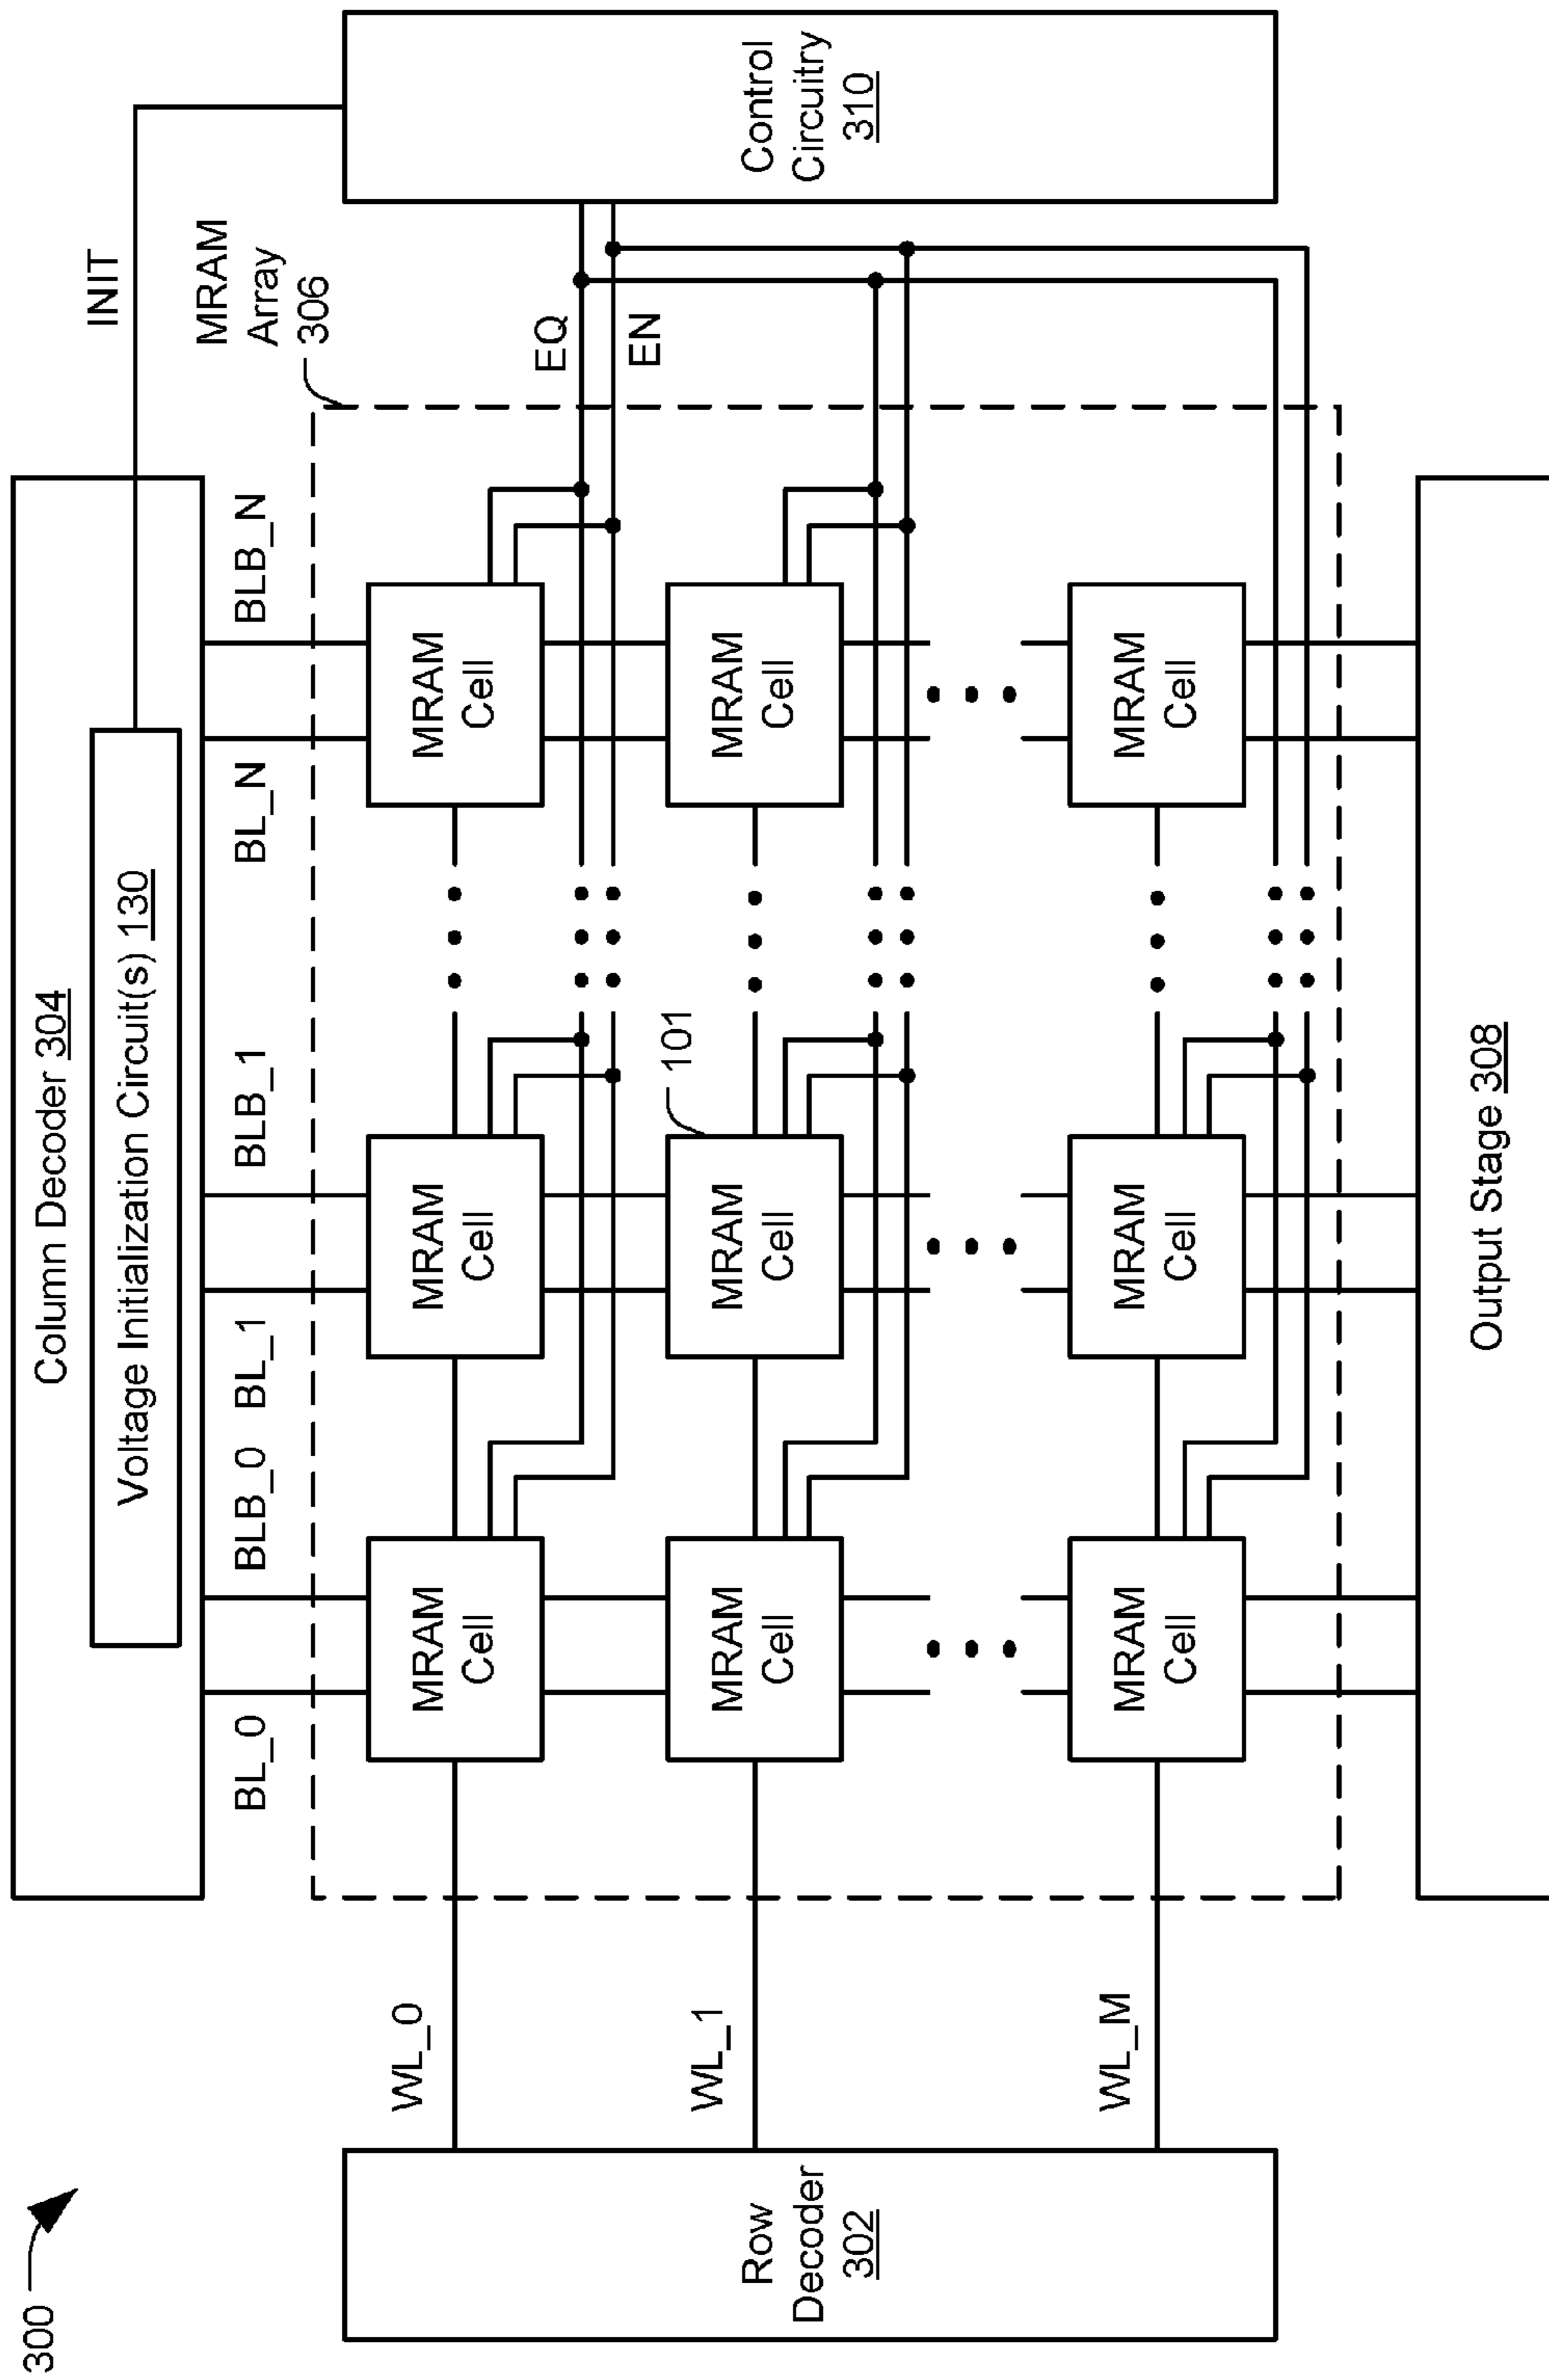 300
Column Decoder 304
Voltage Initialization Circuit(s) 130
INIT
BL_0
BLB_0
BL_1
BLB_1
BL_N
BLB_N
MRAM
Array
306
WL_0
MRAM
Cell
MRAM
Cell
MRAM
Cell
EQ
EN
Row
Decoder
302
WL_1
MRAM
Cell
MRAM
Cell
101
MRAM
Cell
Control
Circuitry
310
WL_M
MRAM
Cell
MRAM
Cell
MRAM
Cell
Output Stage 308